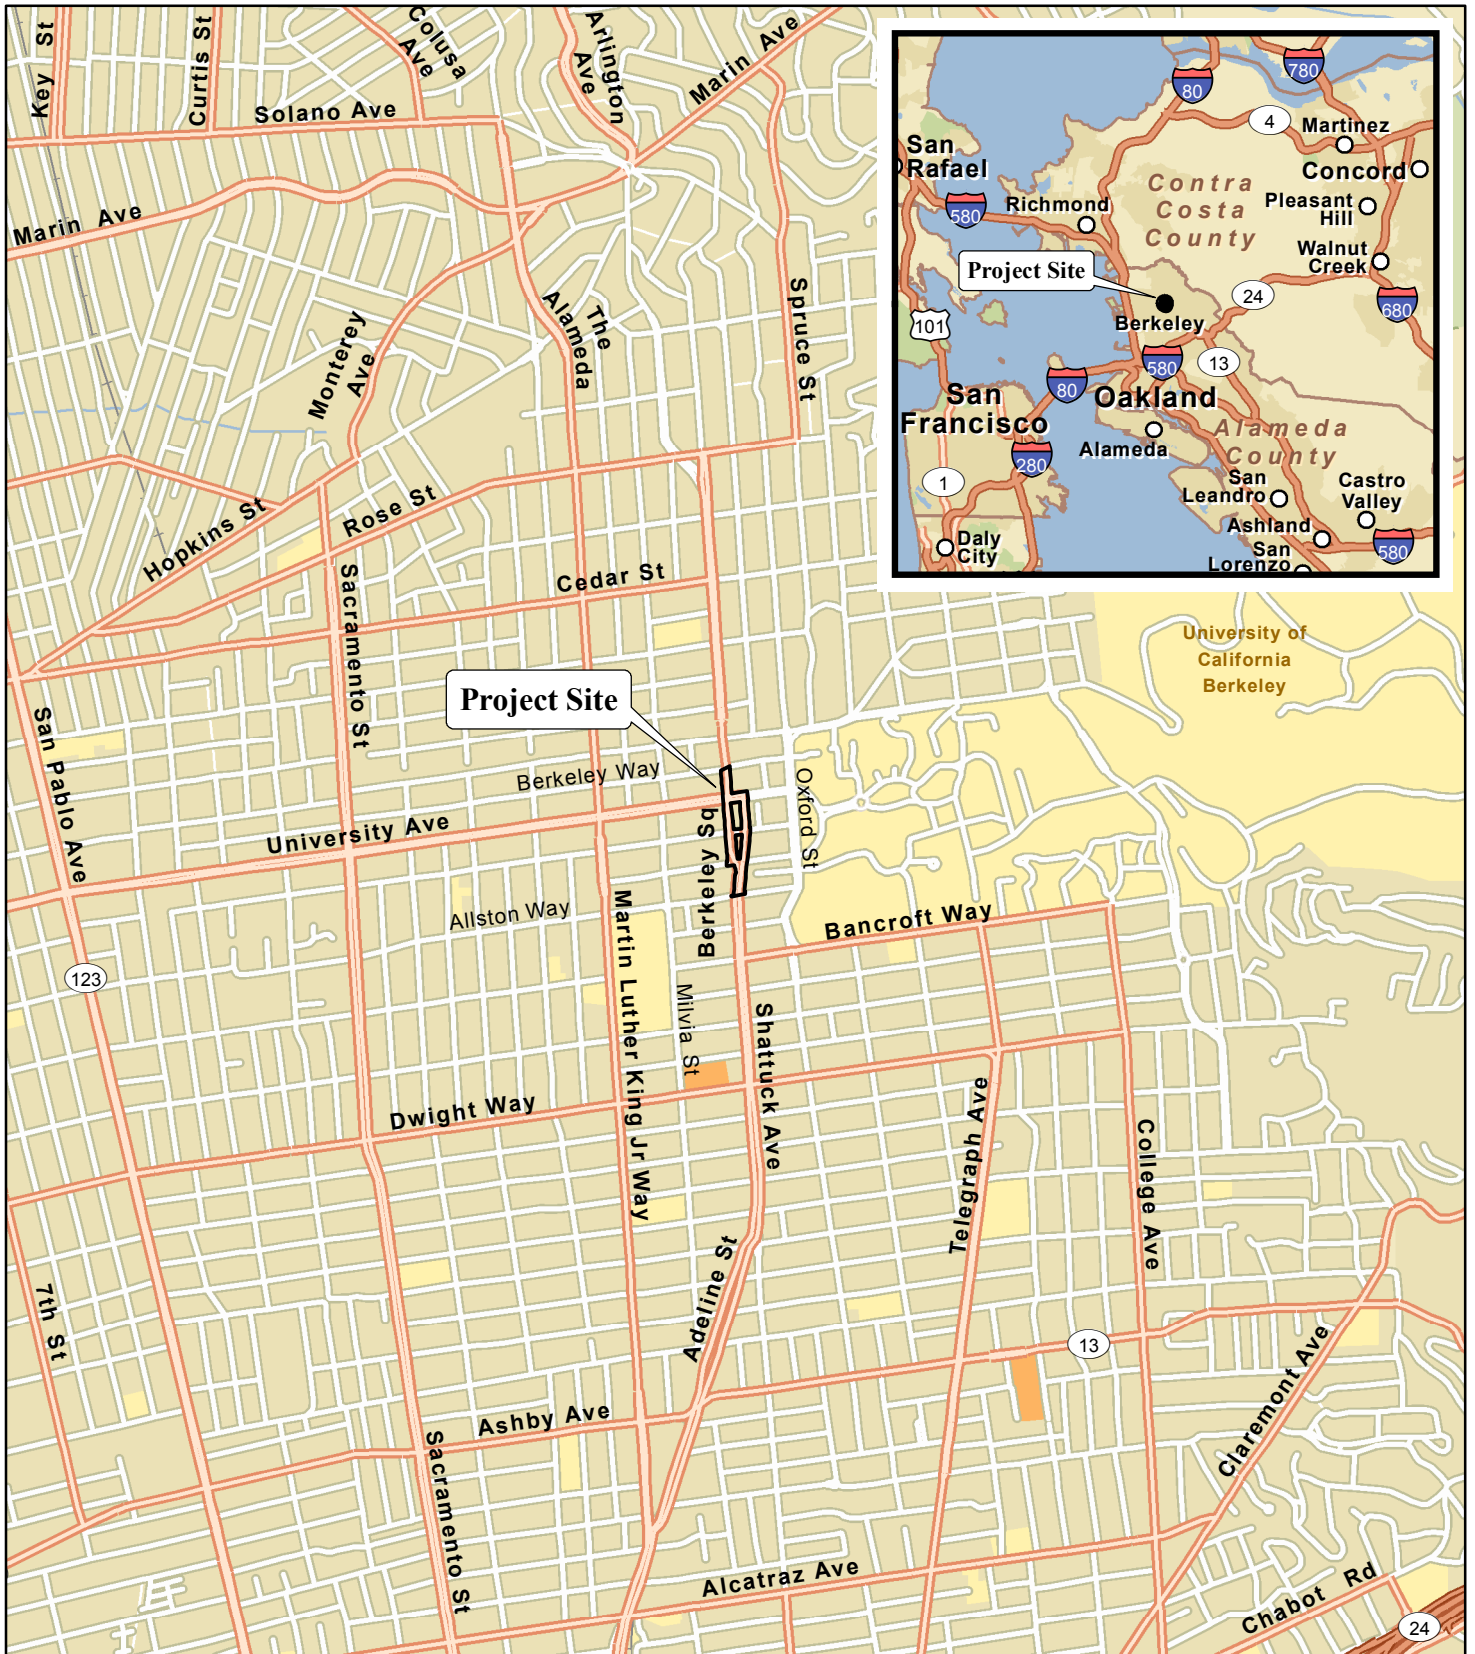 Key St
Curtis St
Colusa
Ave
Arlington
Ave
Marin Ave
Solano Ave
Marin Ave
Monterey
Ave
The
Alameda
Spruce St
Hopkins St
Rose St
Sacramento St
Cedar St
Project Site
San Pablo Ave
Berkeley Way
University Ave
Berkeley Sq
Oxford St
University of
California
Berkeley
Allston Way
Martin Luther King Jr Way
Bancroft Way
123
Milvia St
Shattuck Ave
Dwight Way
Telegraph Ave
College Ave
7th St
Adeline St
13
Ashby Ave
Claremont Ave
Sacramento St
Alcatraz Ave
Chabot Rd
24
80
780
4
Martinez
San
Rafael
Concord
Contra
Costa
County
580
Richmond
Pleasant
Hill
Walnut
Creek
Project Site
24
680
101
Berkeley
580
13
80
San
Francisco
Oakland
Alameda
Alameda
County
280
1
San
Leandro
Castro
Valley
Ashland
Daly
City
San
Lorenzo
580